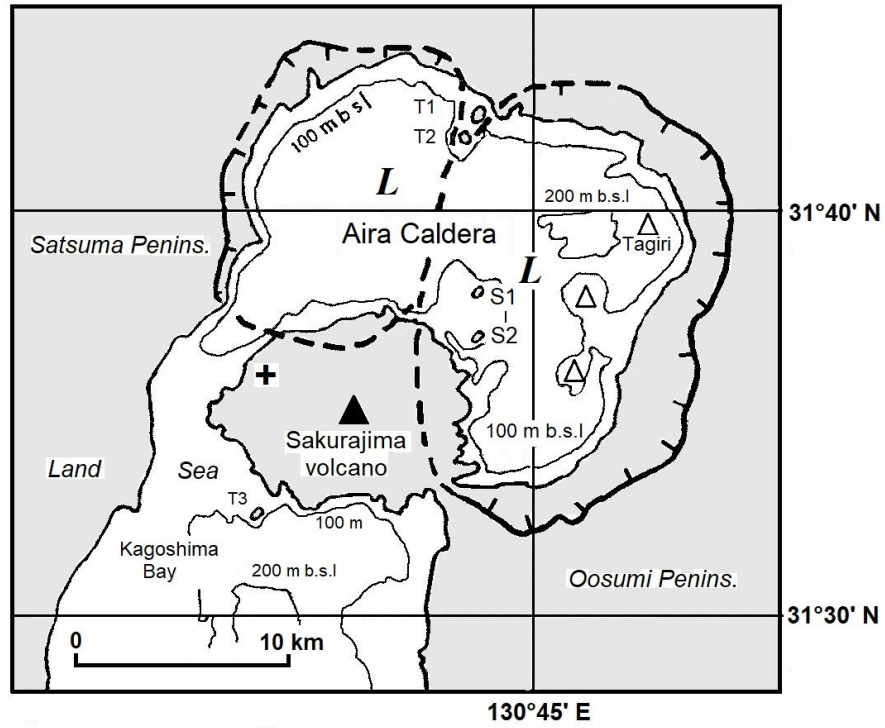 100 m b s l
T1
T2
L
200 m b.s.l
31°40' N
Satsuma Penins.
Aira Caldera
Tagiri
L
S1
S2
Sakurajima
volcano
100 m b.s.l
Land
Sea
T3
100 m
Kagoshima
Bay
200 m b.s.l
Oosumi Penins.
31°30' N
0
10 km
130°45' E